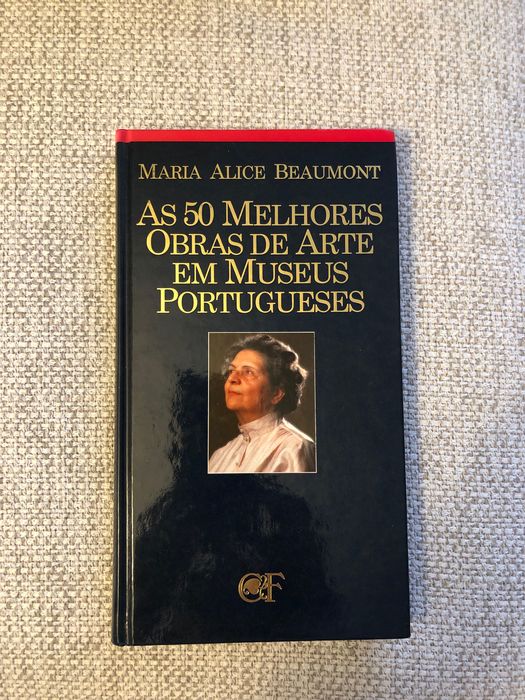 MARIA ALICE BEAUMONT
AS 50 MELHORES
OBRAS DE ARTE
EM MUSEUS
PORTUGUESES
C&F